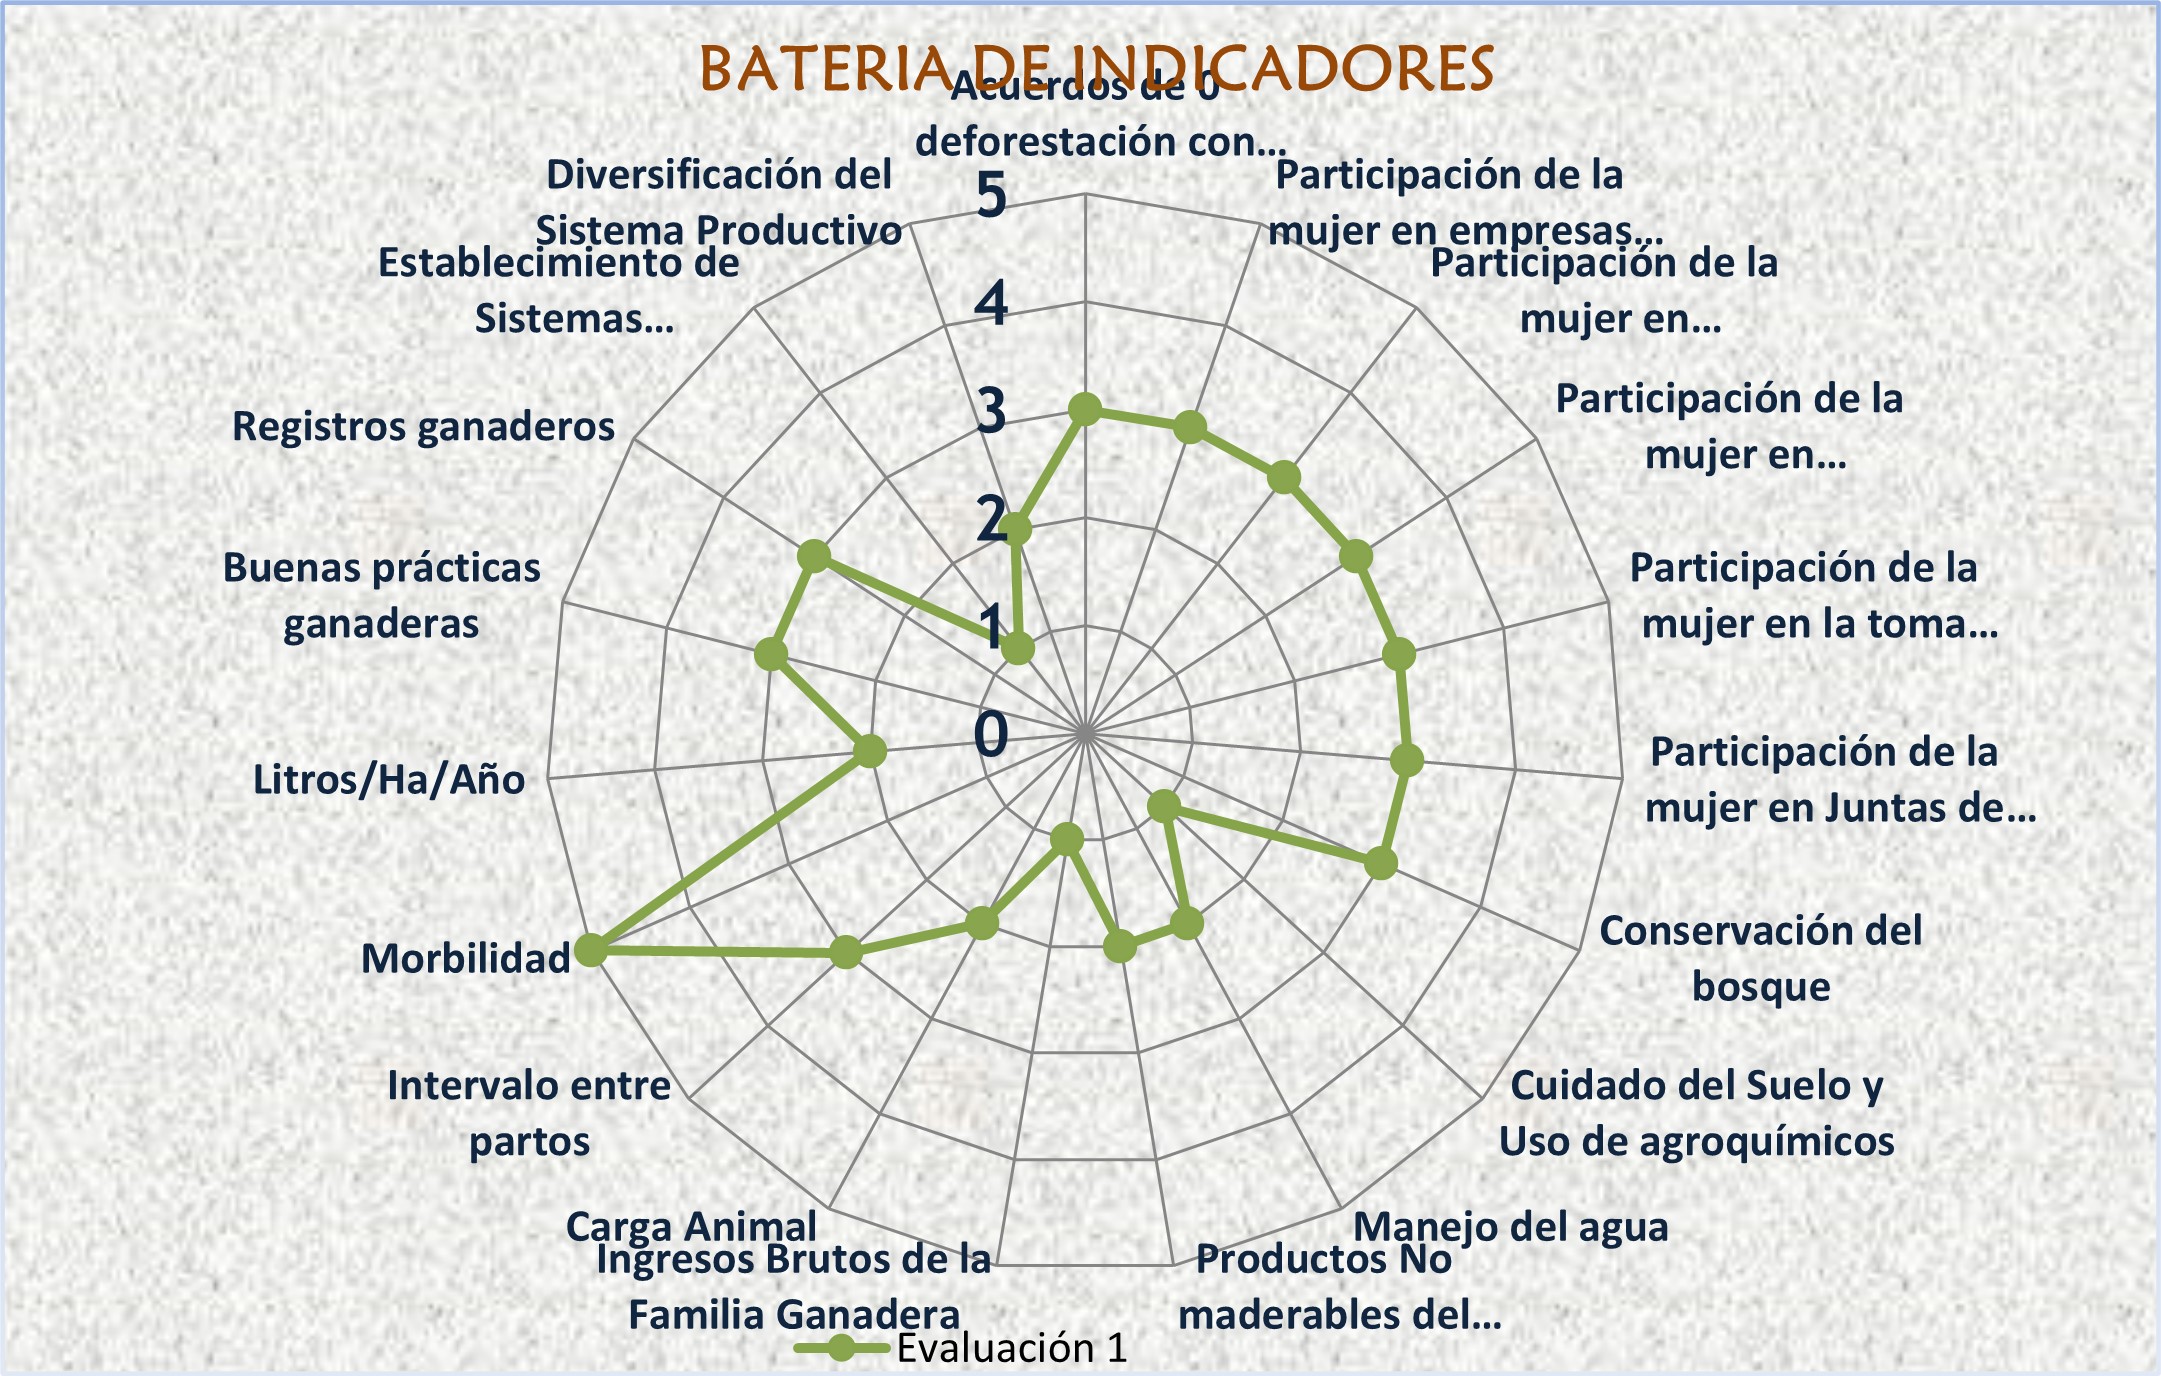 BATERIA DE INDICADORES
Acuerdos de 0
deforestación con...
Participación de la
mujer en empresas...
Participación de la
mujer en...
Participación de la
mujer en...
Participación de la
mujer en la toma...
Participación de la
mujer en Juntas de...
Conservación del
bosque
Cuidado del Suelo y
Uso de agroquímicos
Manejo del agua
Productos No
maderables del...
Ingresos Brutos de la
Familia Ganadera
Carga Animal
Intervalo entre
partos
Morbilidad
Litros/Ha/Año
Buenas prácticas
ganaderas
Registros ganaderos
Establecimiento de
Sistemas...
Diversificación del
Sistema Productivo
5
4
3
2
1
0
Evaluación 1